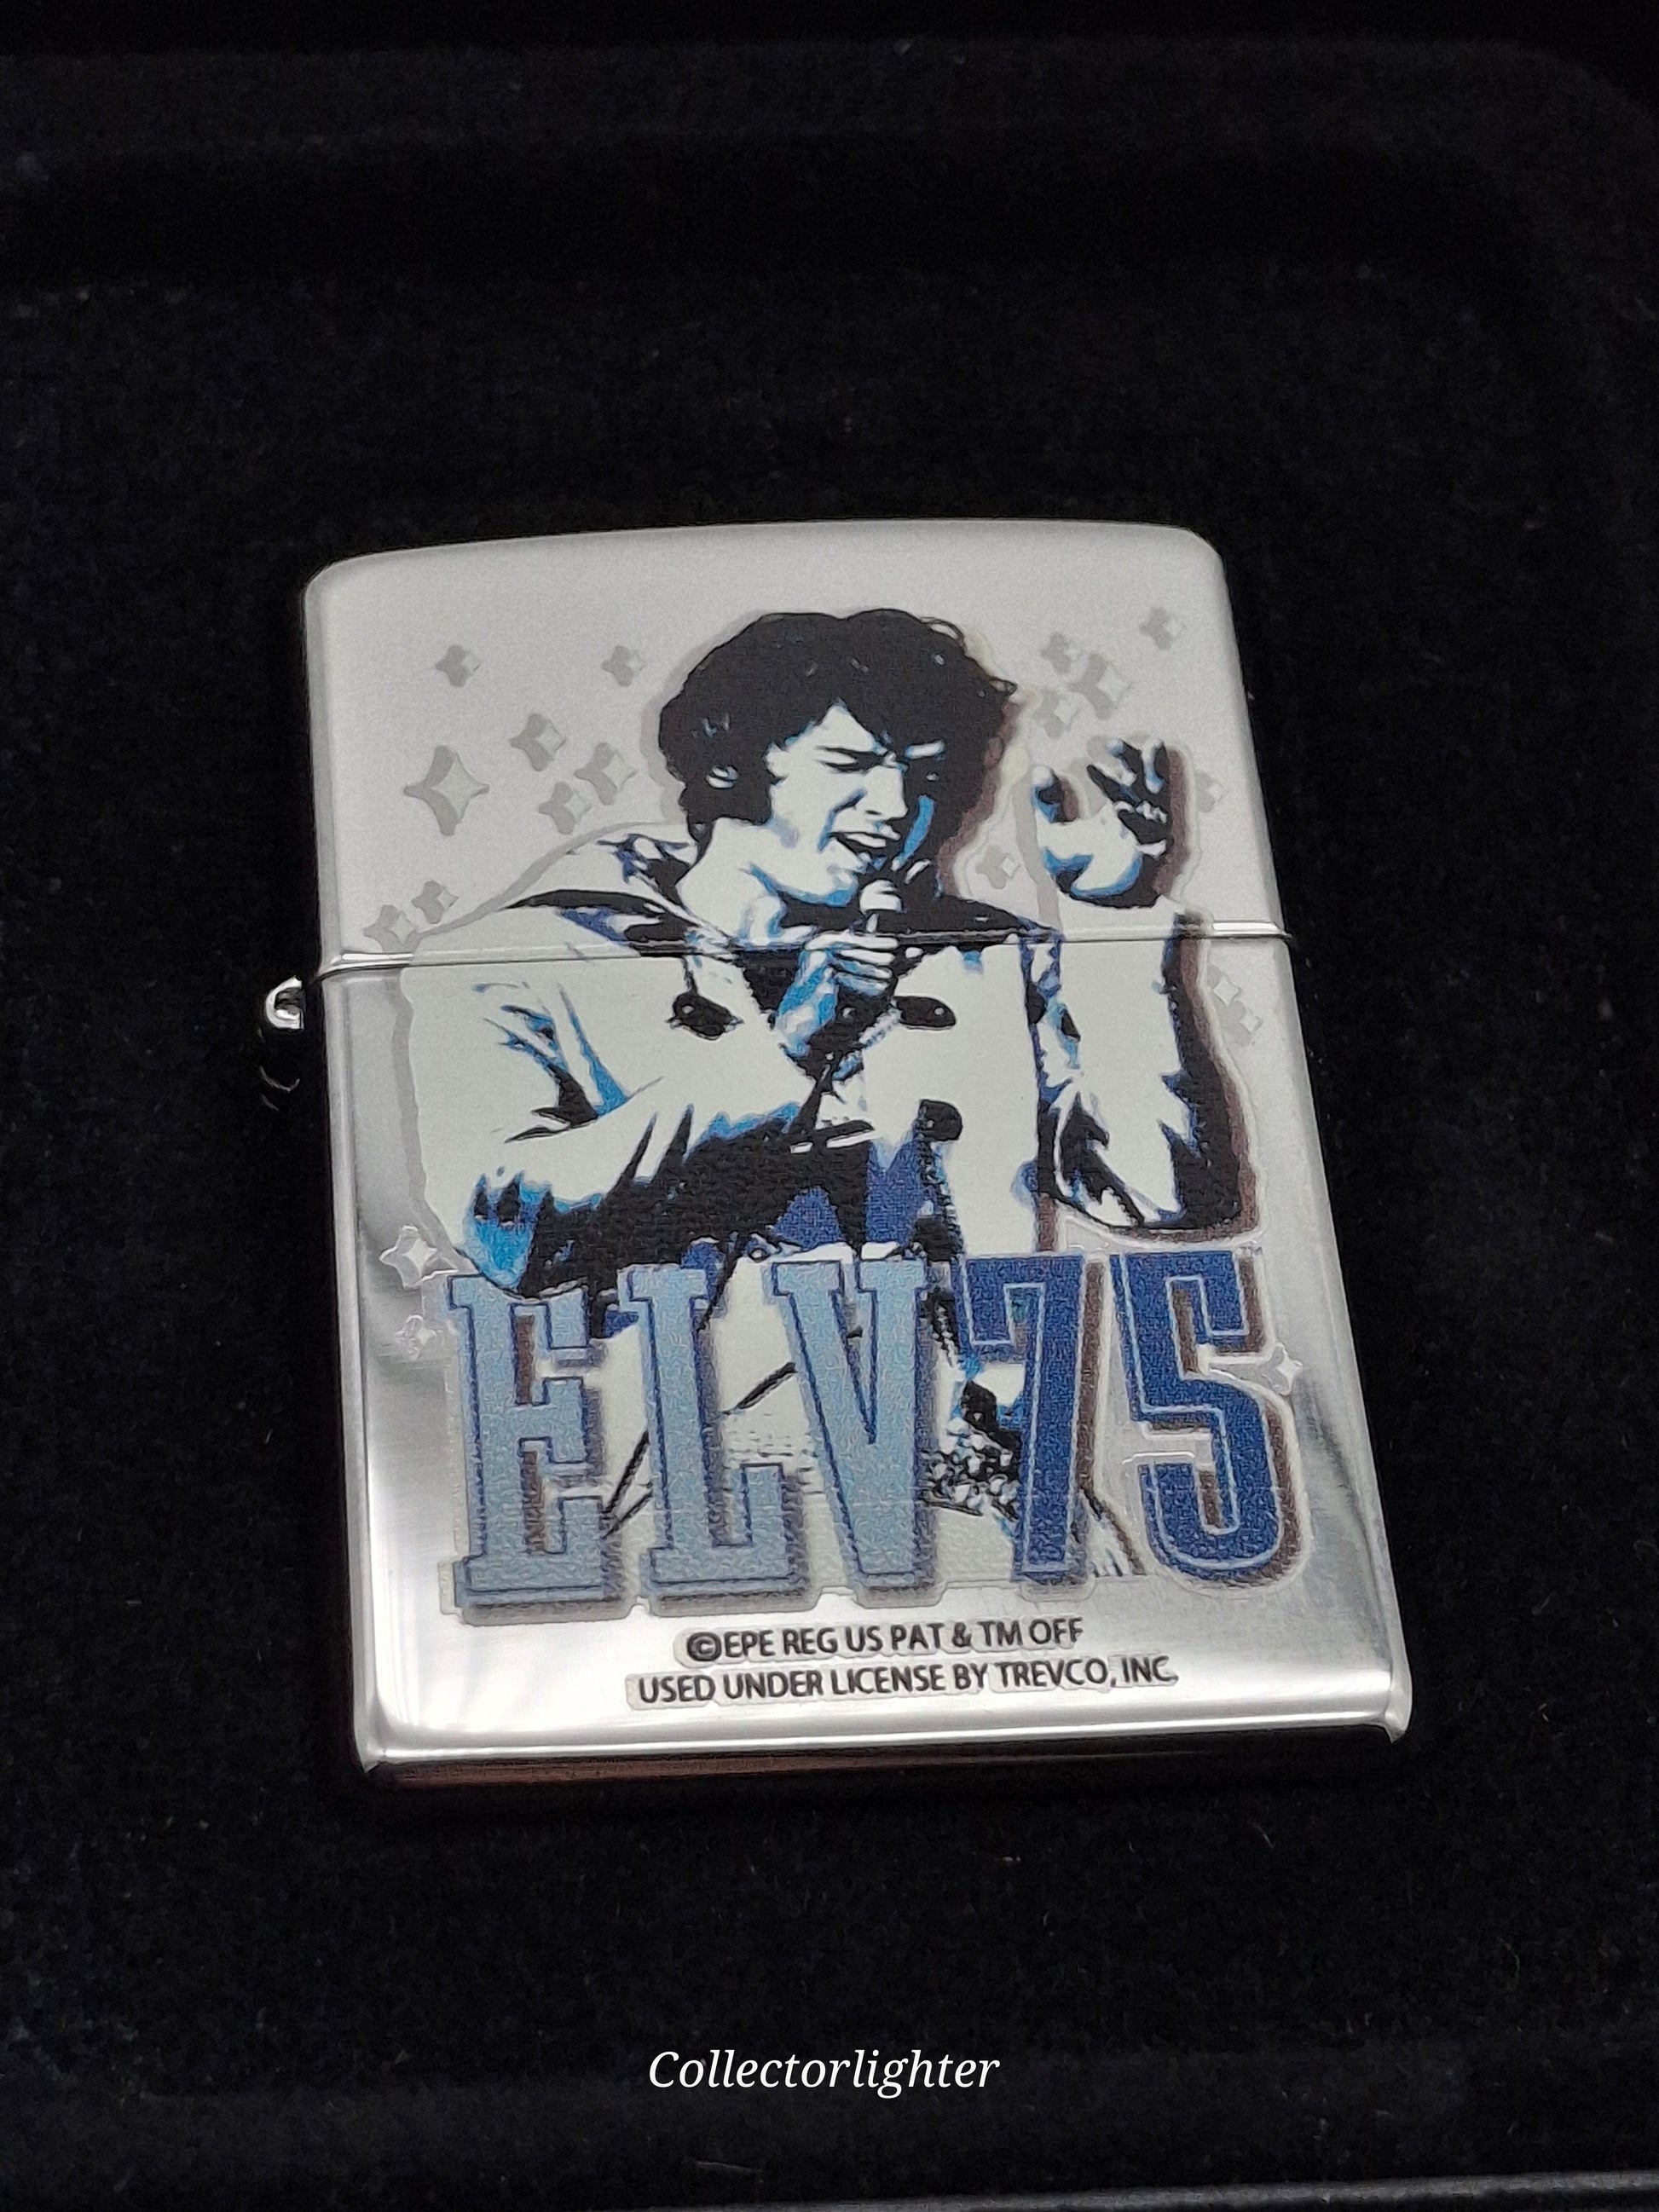 ELV75
©EPE REG US PAT & TM OFF
USED UNDER LICENSE BY TREVCO, INC.
Collectorlighter